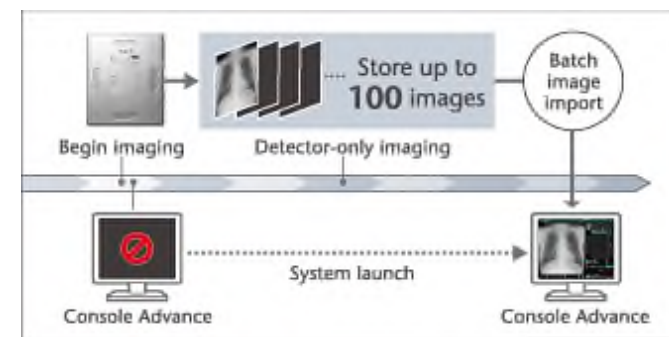 .... Store up to
100 images
Batch
image
import
Begin imaging
Detector-only imaging
System launch
Console Advance
Console Advance